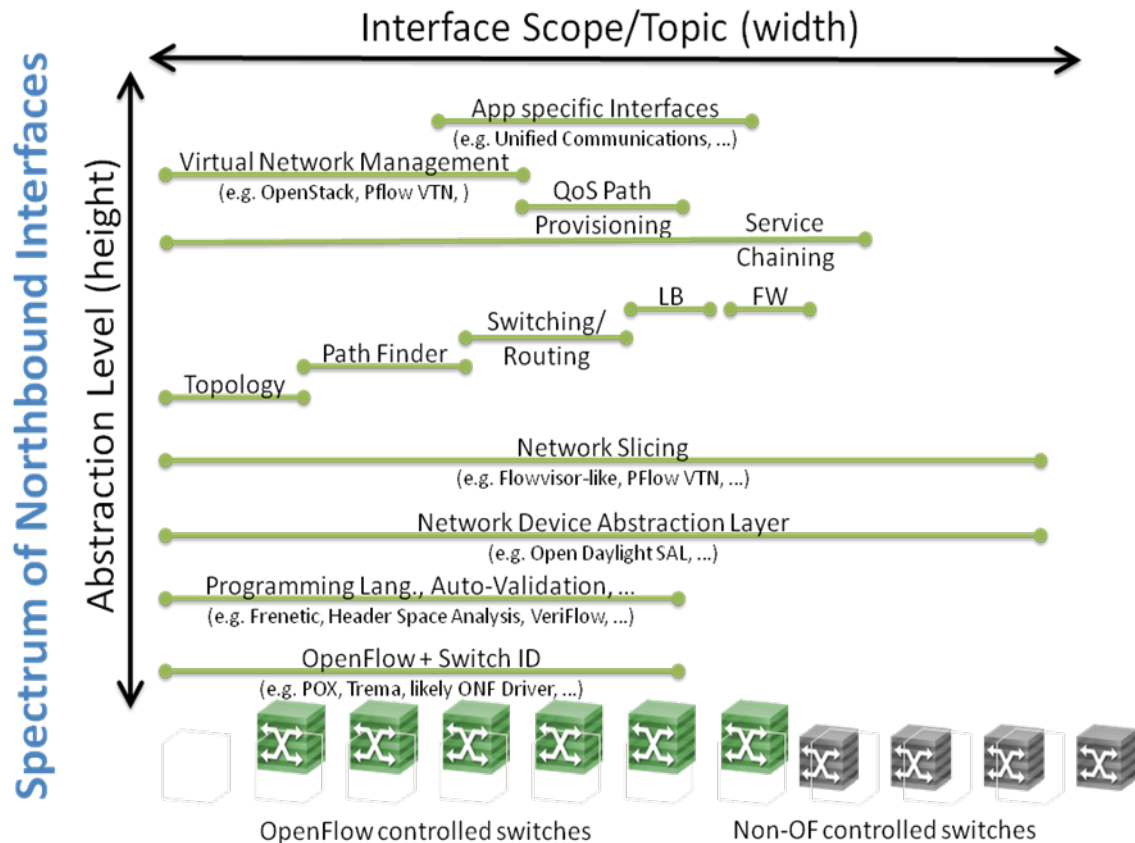 Interface Scope/Topic (width)
Spectrum of Northbound Interfaces
Abstraction Level (height)
App specific Interfaces
(e.g. Unified Communications, ...)
Virtual Network Management
(e.g. OpenStack, Pflow VTN, )
QoS Path
Provisioning
Service
Chaining
LB
FW
Switching/
Routing
Path Finder
Topology
Network Slicing
(e.g. Flowvisor-like, PFlow VTN, ...)
Network Device Abstraction Layer
(e.g. Open Daylight SAL, ...)
Programming Lang., Auto-Validation, ...
(e.g. Frenetic, Header Space Analysis, VeriFlow, ...)
OpenFlow + Switch ID
(e.g. POX, Trema, likely ONF Driver, ...)
OpenFlow controlled switches
Non-OF controlled switches